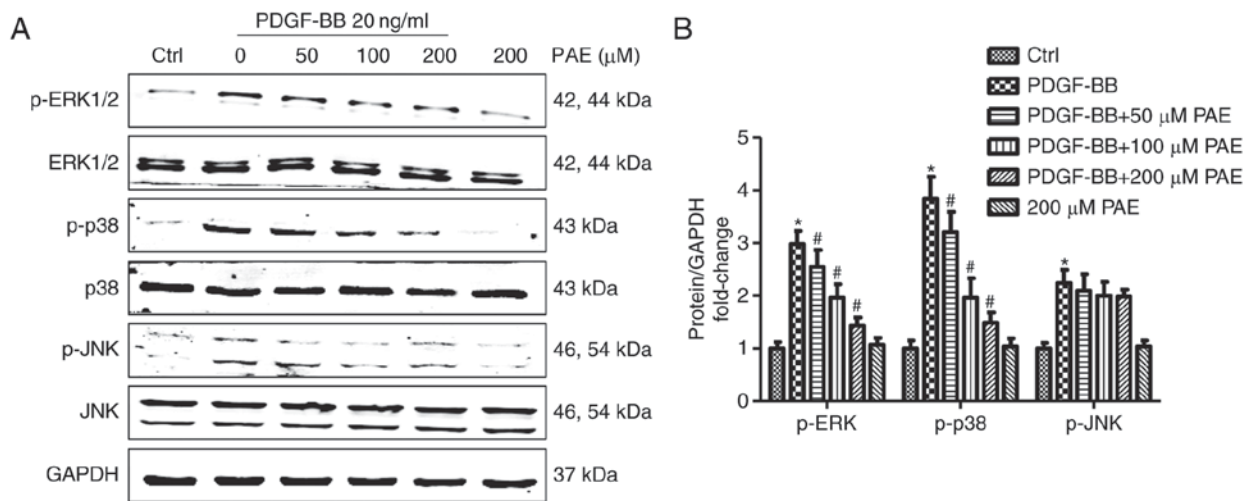 A
PDGF-BB 20 ng/ml
Ctrl 0 50 100 200 200 PAE (μM)
p-ERK1/2 42, 44 kDa
ERK1/2 42, 44 kDa
p-p38 43 kDa
p38 43 kDa
p-JNK 46, 54 kDa
JNK 46, 54 kDa
GAPDH 37 kDa
B
Ctrl
PDGF-BB
PDGF-BB+50 μM PAE
PDGF-BB+100 μM PAE
PDGF-BB+200 μM PAE
200 μM PAE
Protein/GAPDH
fold-change
5
4
3
2
1
0
* # # #
* # # #
*
p-ERK p-p38 p-JNK